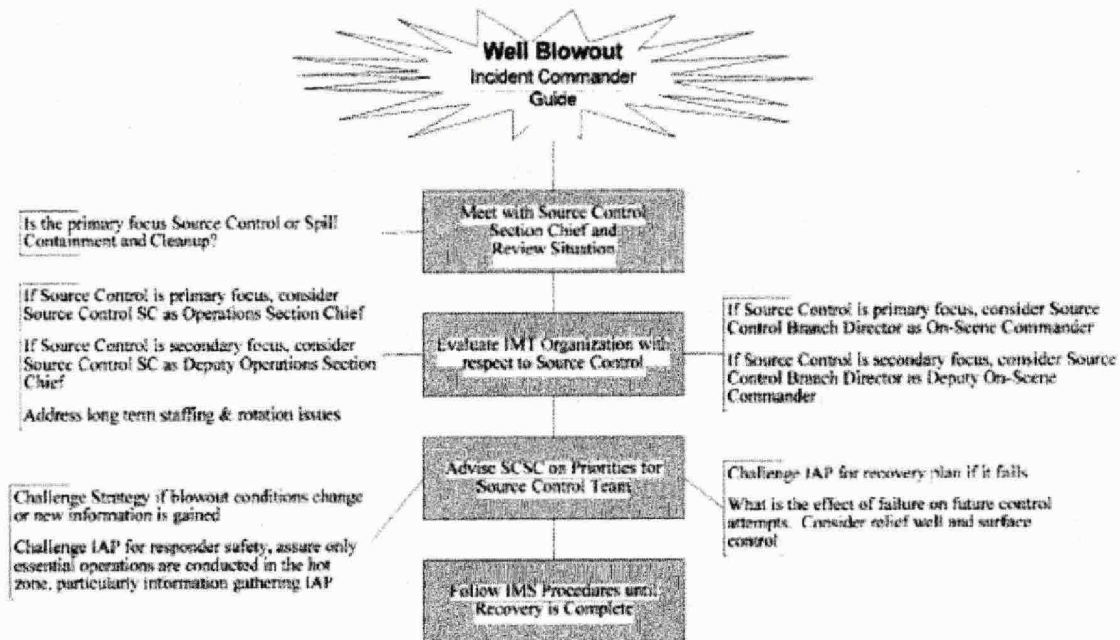 Well Blowout
Incident Commander
Guide
Meet with Source Control
Section Chief and
Review Situation
Is the primary focus Source Control or Spill
Containment and Cleanup?
If Source Control is primary focus, consider
Source Control SC as Operations Section Chief
If Source Control is secondary focus, consider
Source Control SC as Deputy Operations Section
Chief
Address long term staffing & rotation issues
Evaluate IMT Organization with
respect to Source Control
If Source Control is primary focus, consider Source
Control Branch Director as On-Scene Commander
If Source Control is secondary focus, consider Source
Control Branch Director as Deputy On-Scene
Commander
Advise SCSC on Priorities for
Source Control Team
Challenge Strategy if blowout conditions change
or new information is gained
Challenge IAP for responder safety, assure only
essential operations are conducted in the hot
zone, particularly information gathering IAP
Challenge IAP for recovery plan if it fails
What is the effect of failure on future control
attempts. Consider relief well and surface
control
Follow IMS Procedures until
Recovery is Complete